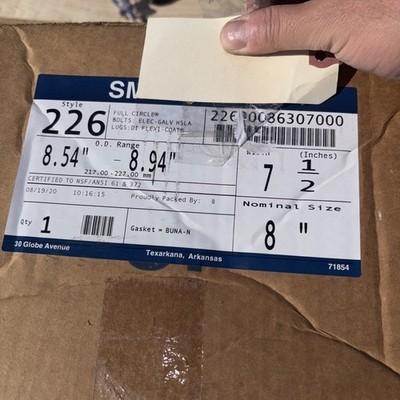 SM
Style
226
FULL CIRCLE®
BOLTS: ELEC-GALV HSLA
LUGS:DI FLEXI-COAT®
226 00086307000
O.D. Range
8.54" - 8.94"
217.00 - 227.00 mm
(Inches)
7 1/2
CERTIFIED TO NSF/ANSI 61 & 372
08/19/20 10:16:15
Proudly Packed By: 8
Nominal Size
8 "
Qty
1
Gasket = BUNA-N
30 Globe Avenue
Texarkana, Arkansas
71854